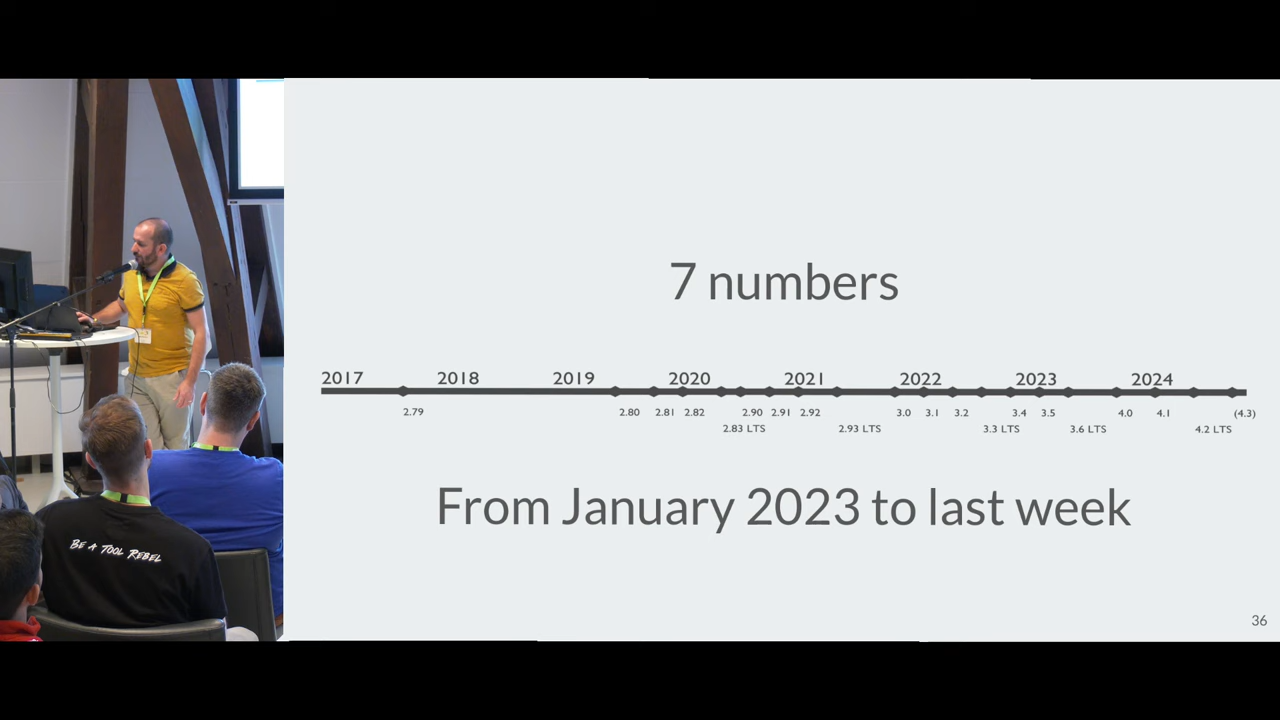 7 numbers
2017 2018 2019 2020 2021 2022 2023 2024
2.79 2.80 2.81 2.82 2.90 2.91 2.92 3.0 3.1 3.2 3.4 3.5 4.0 4.1 (4.3)
2.83 LTS 2.93 LTS 3.3 LTS 3.6 LTS 4.2 LTS
From January 2023 to last week
BE A TOOL REBEL
36